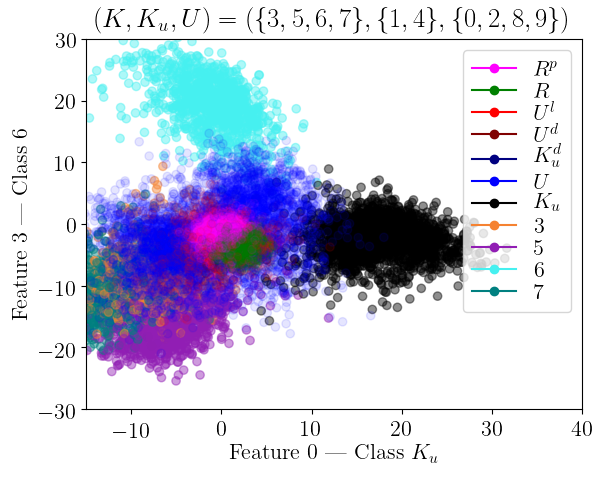 (K, K_u, U) = ({3, 5, 6, 7}, {1, 4}, {0, 2, 8, 9})
30
20
10
0
−10
−20
−30
Feature 3 — Class 6
R^p
R
U^l
U^d
K_u^d
U
K_u
3
5
6
7
−10
0
10
20
30
40
Feature 0 — Class K_u